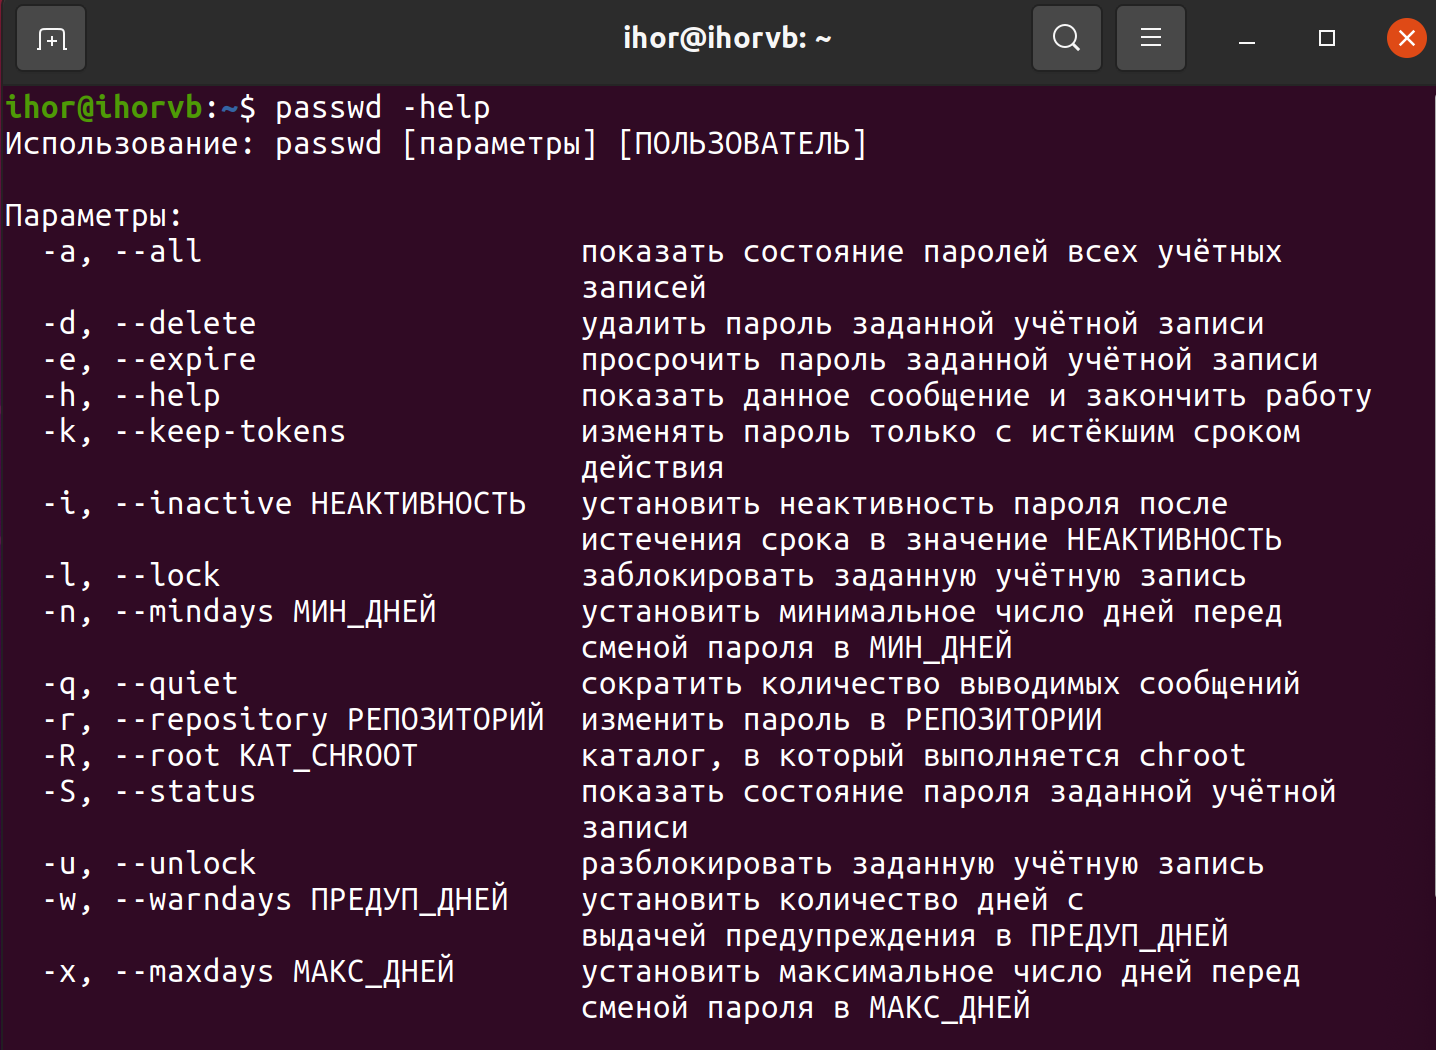 ihor@ihorvb: ~
ihor@ihorvb:~$ passwd -help
Использование: passwd [параметры] [ПОЛЬЗОВАТЕЛЬ]
Параметры:
-a, --all показать состояние паролей всех учётных
записей
-d, --delete удалить пароль заданной учётной записи
-e, --expire просрочить пароль заданной учётной записи
-h, --help показать данное сообщение и закончить работу
-k, --keep-tokens изменять пароль только с истёкшим сроком
действия
-i, --inactive НЕАКТИВНОСТЬ установить неактивность пароля после
истечения срока в значение НЕАКТИВНОСТЬ
-l, --lock заблокировать заданную учётную запись
-n, --mindays МИН_ДНЕЙ установить минимальное число дней перед
сменой пароля в МИН_ДНЕЙ
-q, --quiet сократить количество выводимых сообщений
-r, --repository РЕПОЗИТОРИЙ изменить пароль в РЕПОЗИТОРИИ
-R, --root КАТ_CHROOT каталог, в который выполняется chroot
-S, --status показать состояние пароля заданной учётной
записи
-u, --unlock разблокировать заданную учётную запись
-w, --warndays ПРЕДУП_ДНЕЙ установить количество дней с
выдачей предупреждения в ПРЕДУП_ДНЕЙ
-x, --maxdays МАКС_ДНЕЙ установить максимальное число дней перед
сменой пароля в МАКС_ДНЕЙ